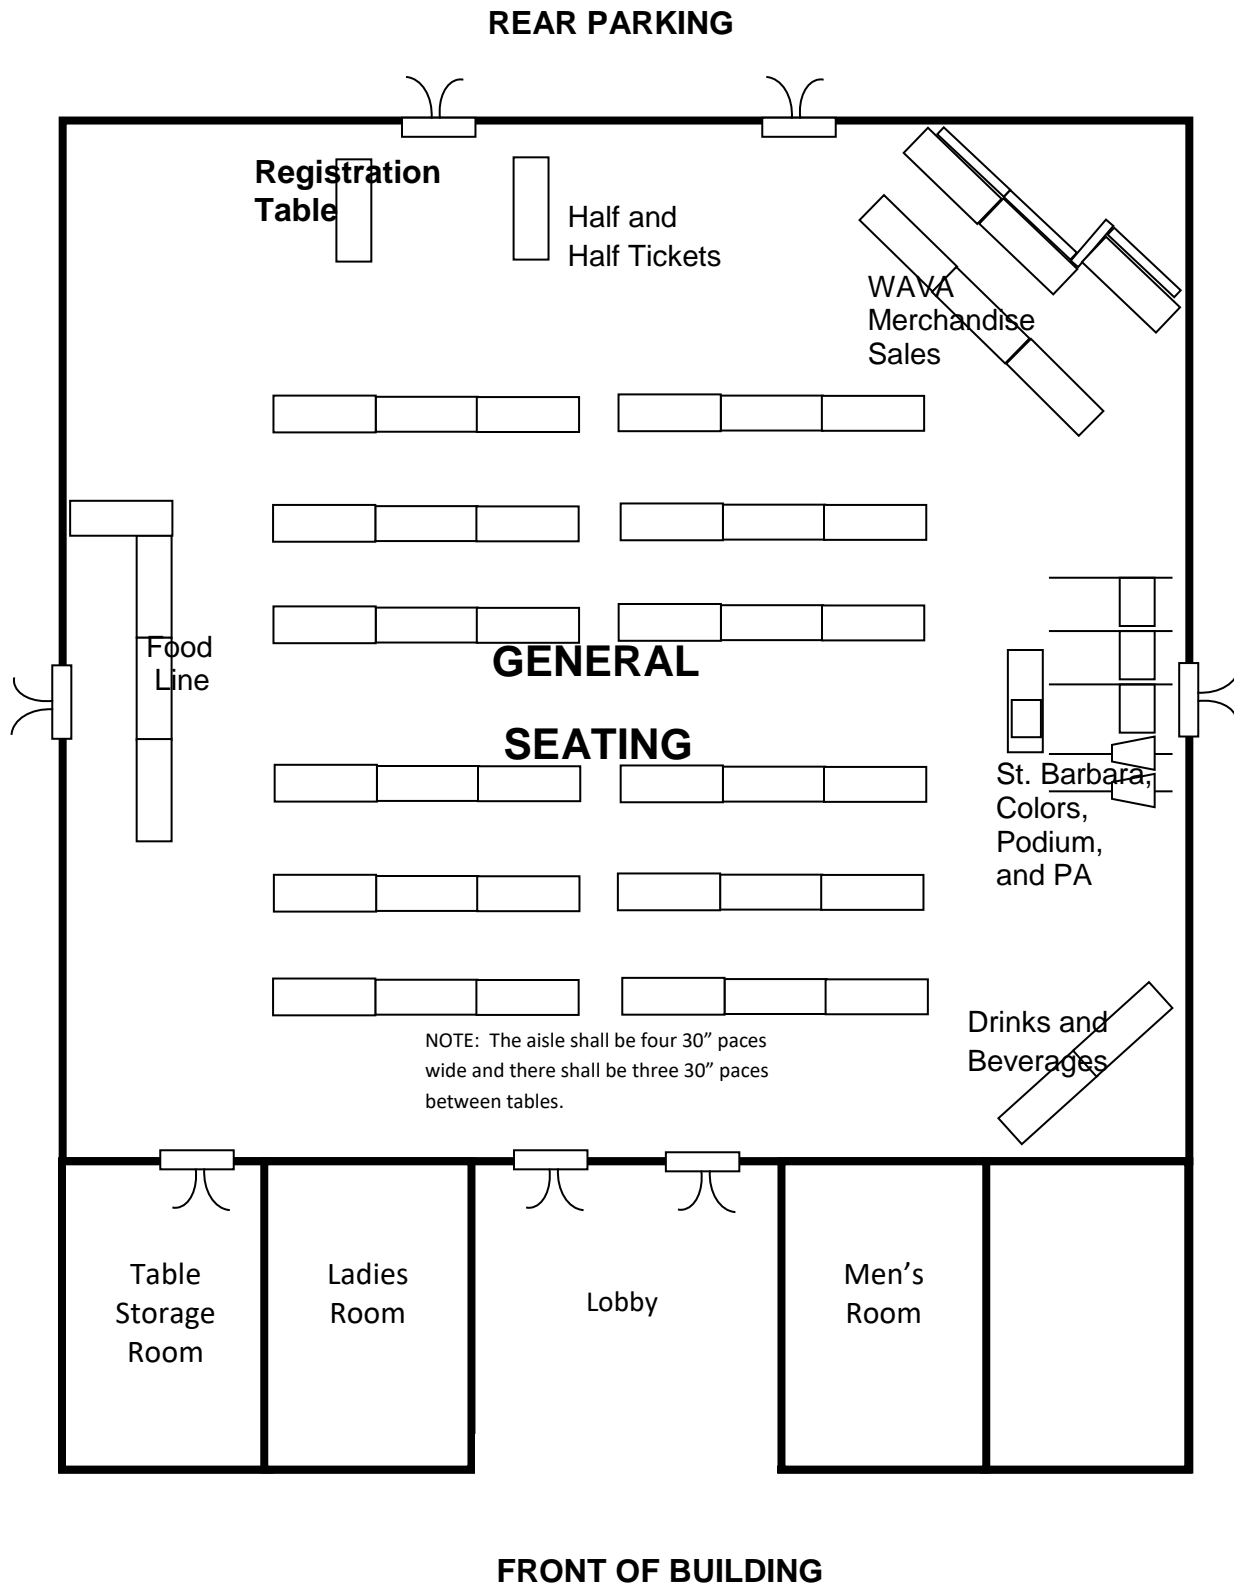 REAR PARKING
Registration
Table
Half and
Half Tickets
WAVA
Merchandise
Sales
Food
Line
GENERAL
SEATING
St. Barbara,
Colors,
Podium,
and PA
Drinks and
Beverages
NOTE:  The aisle shall be four 30” paces
wide and there shall be three 30” paces
between tables.
Table
Storage
Room
Ladies
Room
Lobby
Men’s
Room
FRONT OF BUILDING